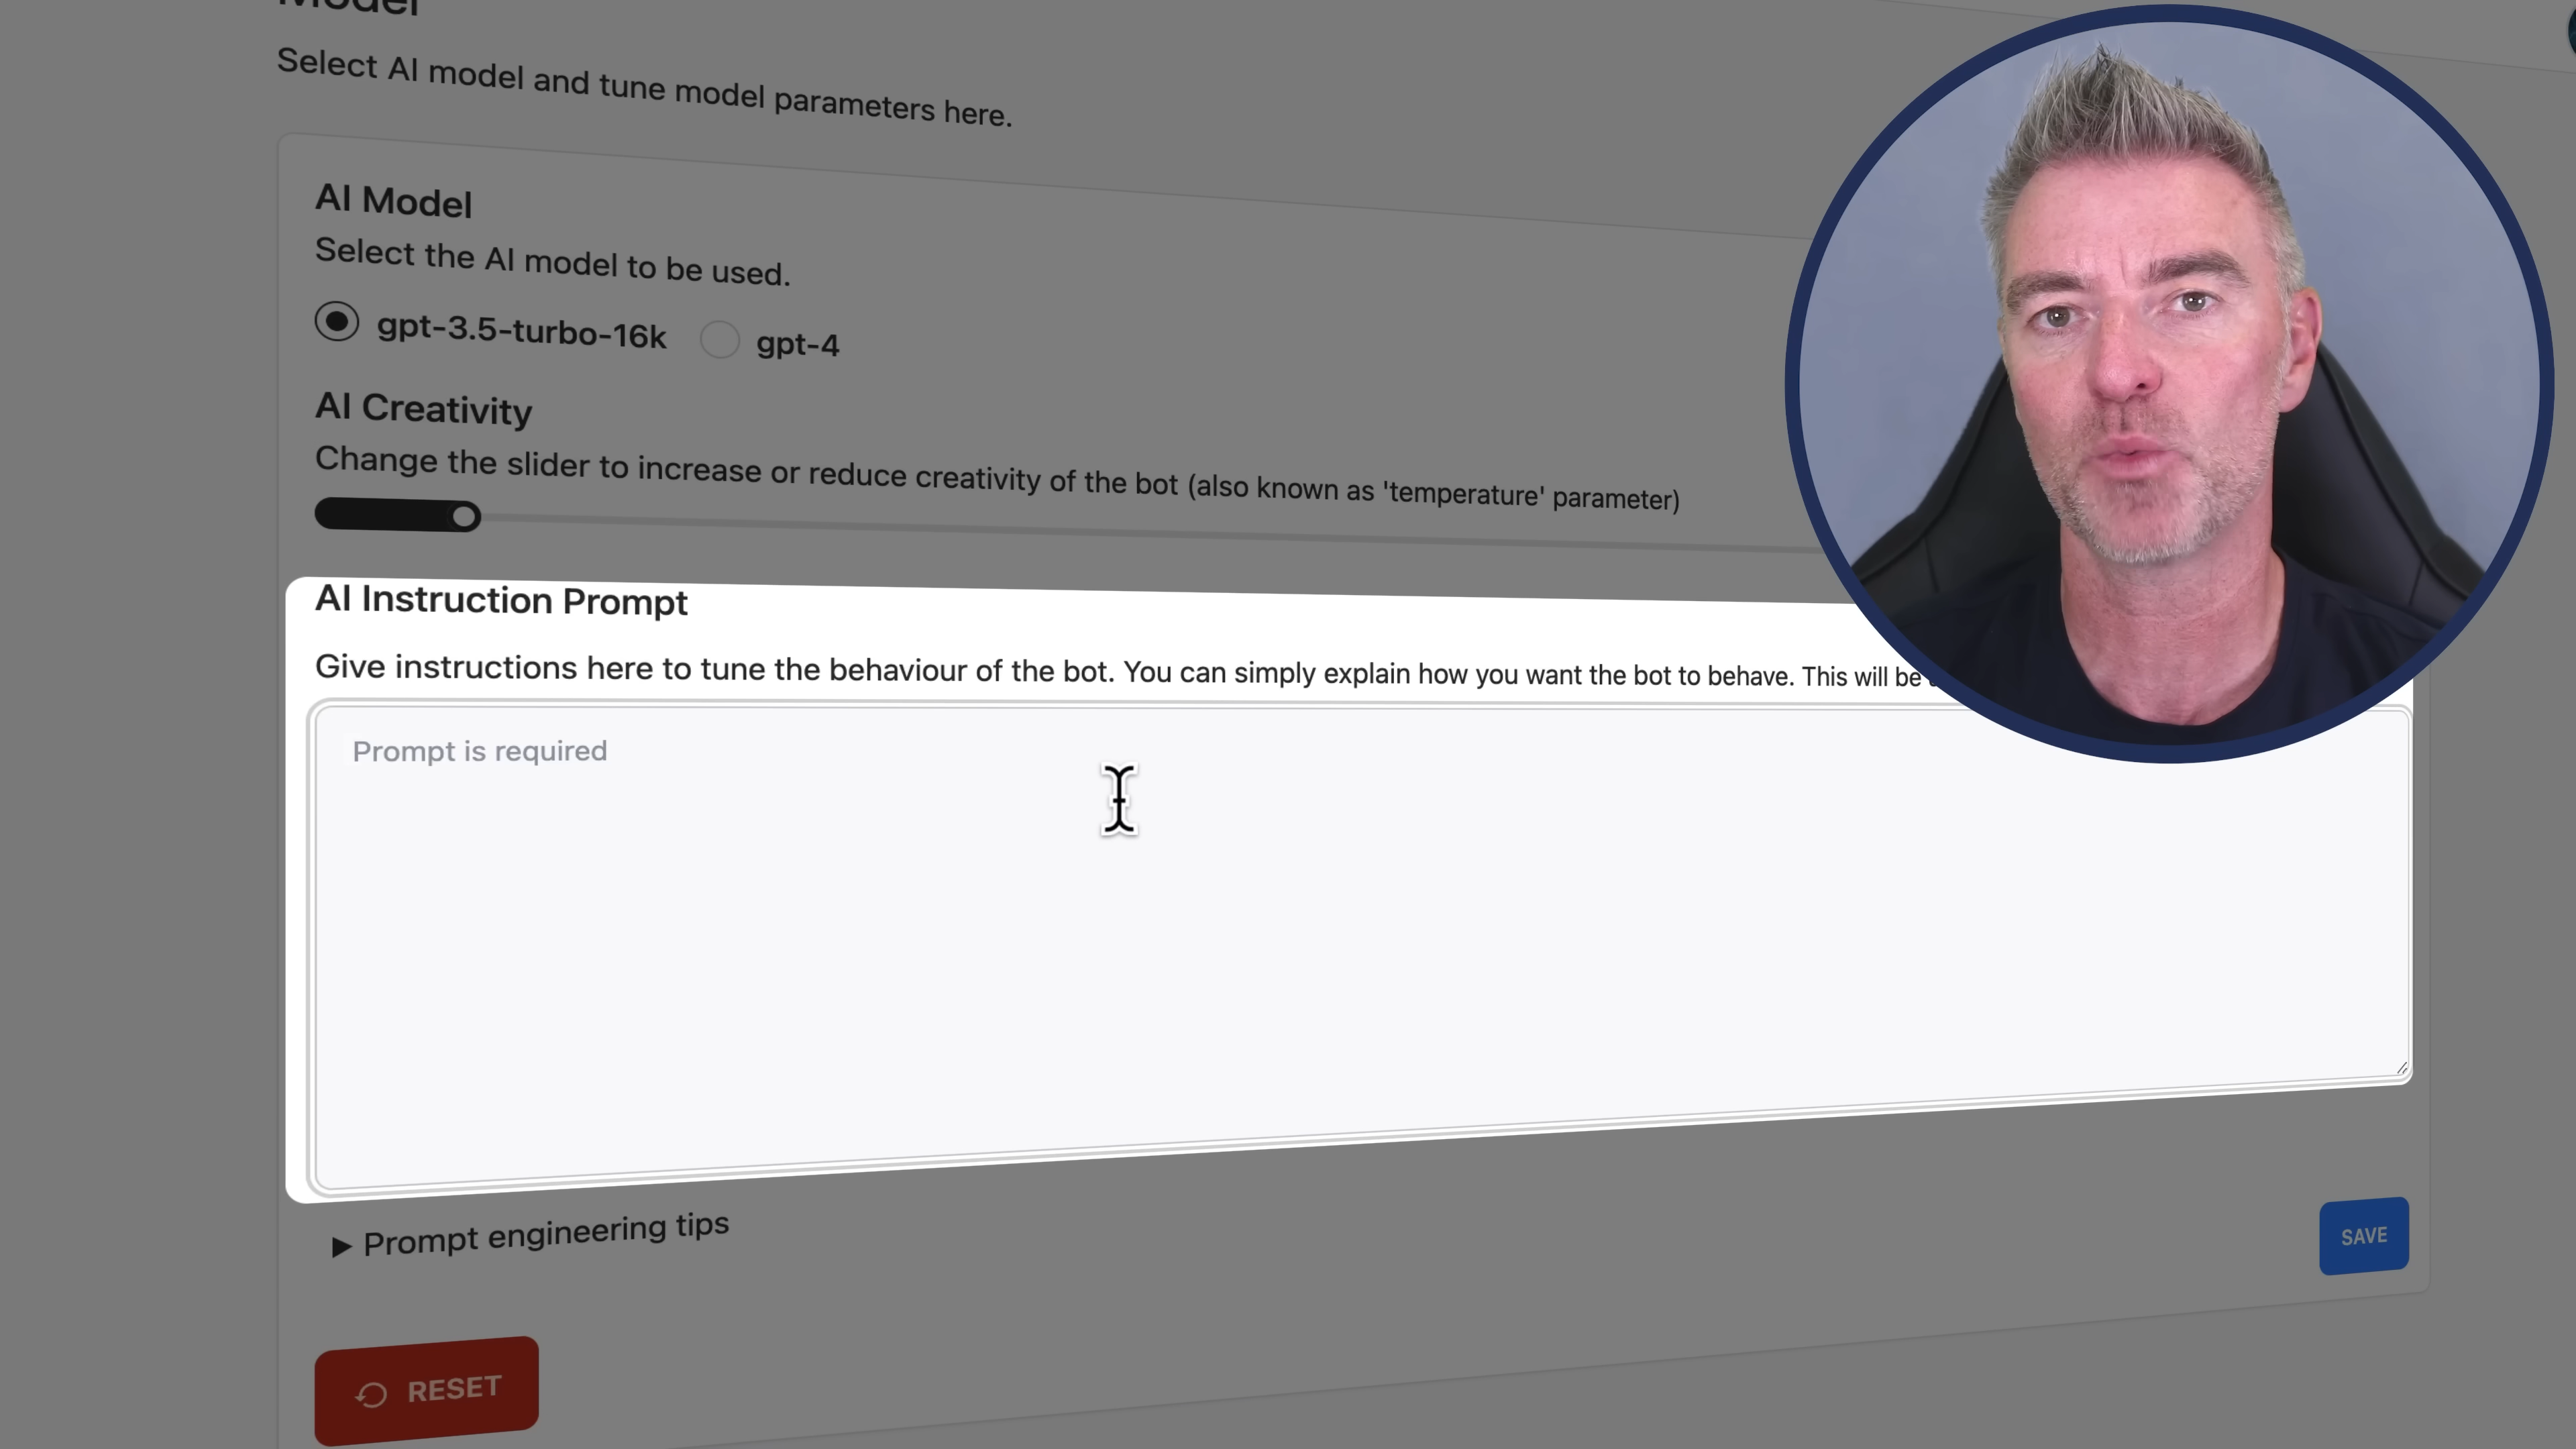 Model
Select AI model and tune model parameters here.
AI Model
Select the AI model to be used.
gpt-3.5-turbo-16k gpt-4
AI Creativity
Change the slider to increase or reduce creativity of the bot (also known as 'temperature' parameter)
AI Instruction Prompt
Give instructions here to tune the behaviour of the bot. You can simply explain how you want the bot to behave. This will be
Prompt is required
Prompt engineering tips
SAVE
RESET